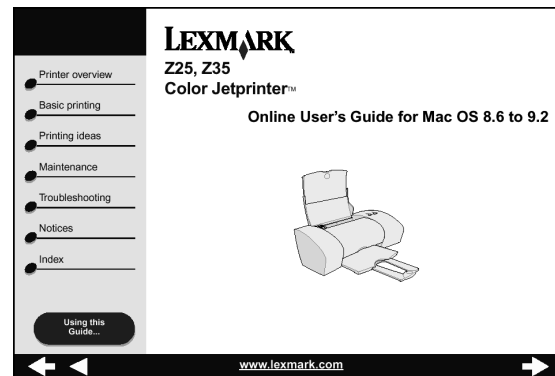 Printer overview
Basic printing
Printing ideas
Maintenance
Troubleshooting
Notices
Index
Using this
Guide...
LEXMARK™
Z25, Z35
Color Jetprinter™
Online User's Guide for Mac OS 8.6 to 9.2
www.lexmark.com